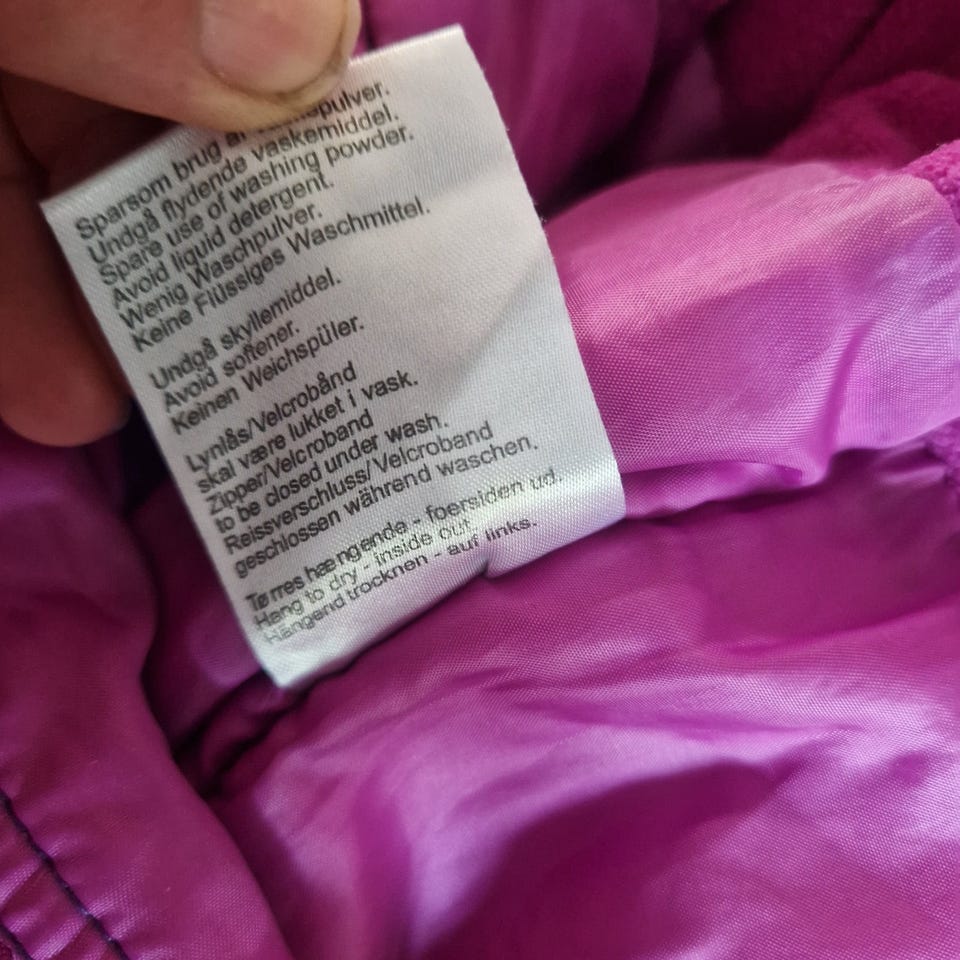 Sparsom brug af
Undgå flydende vaskemiddel.
Spare use of washing powder.
Avoid liquid detergent.
Wenig Waschpulver.
Keine Flüssiges Waschmittel.
Undgå skyllemiddel.
Avoid softener.
Keinen Weichspüler.
Lynlås/Velcrobånd
skal være lukket i vask.
Zipper/Velcroband
to be closed under wash.
Reissverschluss/Velcroband
geschlossen während waschen.
Tørres hængende - foersiden ud.
Hang to dry - inside out
Hängend trocknen - auf links.